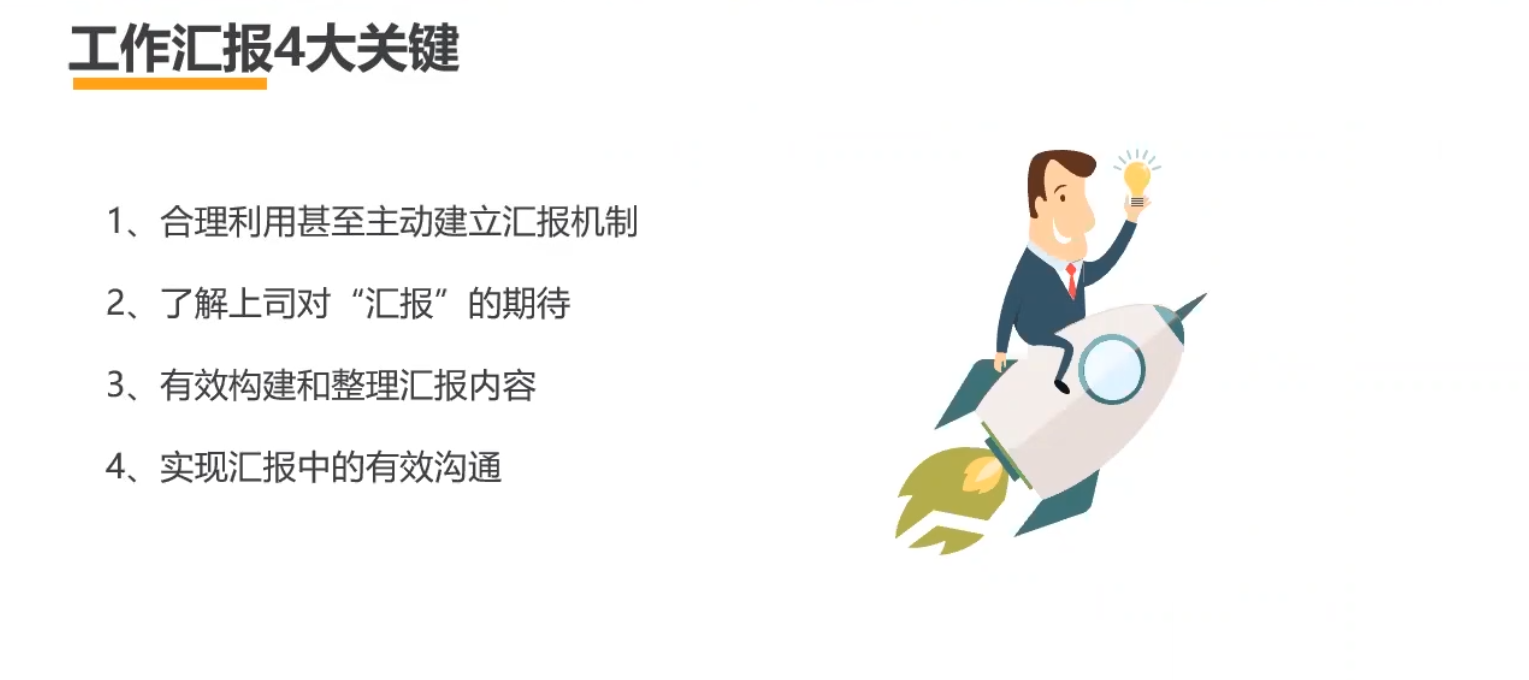 工作汇报4大关键
1、合理利用甚至主动建立汇报机制
2、了解上司对“汇报”的期待
3、有效构建和整理汇报内容
4、实现汇报中的有效沟通